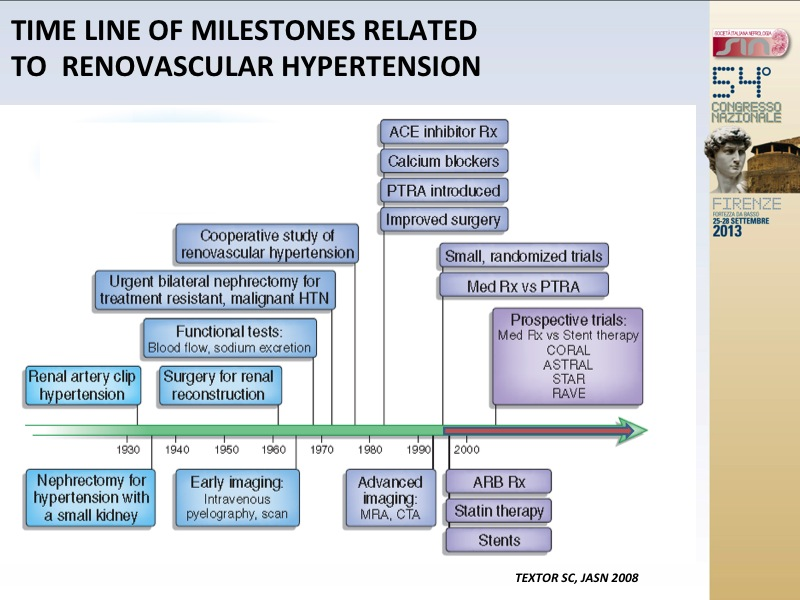 TIME LINE OF MILESTONES RELATED
TO RENOVASCULAR HYPERTENSION
SOCIETÀ ITALIANA NEFROLOGIA
SIN
54°
CONGRESSO
NAZIONALE
FIRENZE
FORTEZZA DA BASSO
25-28 SETTEMBRE
2013
ACE inhibitor Rx
Calcium blockers
PTRA introduced
Improved surgery
Cooperative study of
renovascular hypertension
Small, randomized trials
Med Rx vs PTRA
Urgent bilateral nephrectomy for
treatment resistant, malignant HTN
Prospective trials:
Med Rx vs Stent therapy
CORAL
ASTRAL
STAR
RAVE
Functional tests:
Blood flow, sodium excretion
Renal artery clip
hypertension
Surgery for renal
reconstruction
1930 1940 1950 1960 1970 1980 1990 2000
Nephrectomy for
hypertension with
a small kidney
Early imaging:
Intravenous
pyelography, scan
Advanced
imaging:
MRA, CTA
ARB Rx
Statin therapy
Stents
TEXTOR SC, JASN 2008